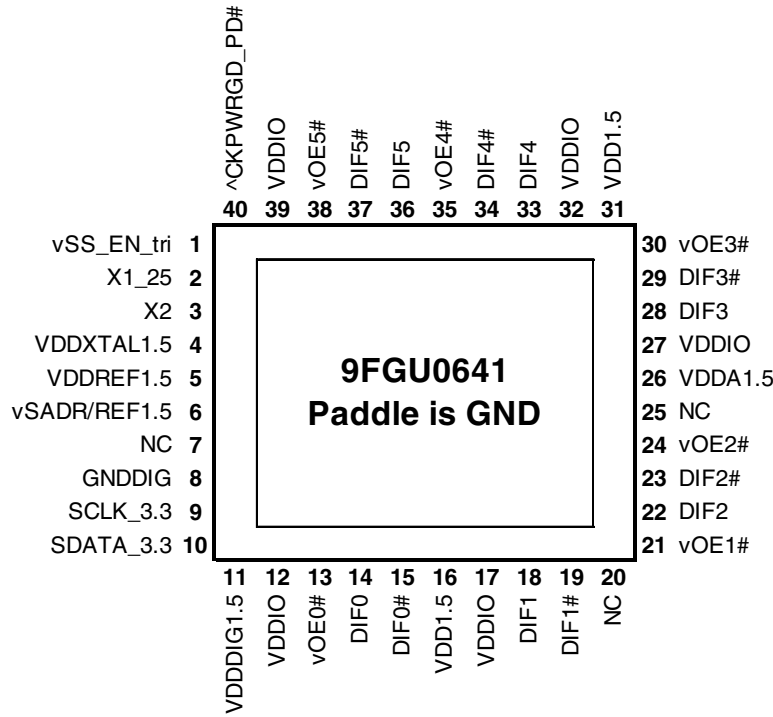 ^CKPWRGD_PD#
VDDIO
vOE5#
DIF5#
DIF5
vOE4#
DIF4#
DIF4
VDDIO
VDD1.5
40 39 38 37 36 35 34 33 32 31
vSS_EN_tri 1
X1_25 2
X2 3
VDDXTAL1.5 4
VDDREF1.5 5
vSADR/REF1.5 6
NC 7
GNDDIG 8
SCLK_3.3 9
SDATA_3.3 10
9FGU0641
Paddle is GND
30 vOE3#
29 DIF3#
28 DIF3
27 VDDIO
26 VDDA1.5
25 NC
24 vOE2#
23 DIF2#
22 DIF2
21 vOE1#
11 12 13 14 15 16 17 18 19 20
VDDDIG1.5
VDDIO
vOE0#
DIF0
DIF0#
VDD1.5
VDDIO
DIF1
DIF1#
NC